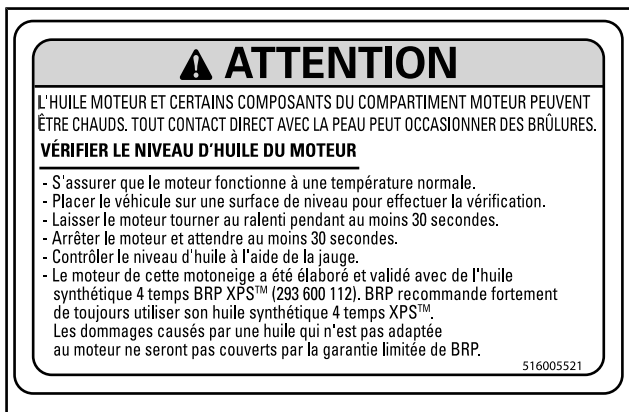 ATTENTION
L'HUILE MOTEUR ET CERTAINS COMPOSANTS DU COMPARTIMENT MOTEUR PEUVENT
ÊTRE CHAUDS. TOUT CONTACT DIRECT AVEC LA PEAU PEUT OCCASIONNER DES BRÛLURES.
VÉRIFIER LE NIVEAU D'HUILE DU MOTEUR
- S'assurer que le moteur fonctionne à une température normale.
- Placer le véhicule sur une surface de niveau pour effectuer la vérification.
- Laisser le moteur tourner au ralenti pendant au moins 30 secondes.
- Arrêter le moteur et attendre au moins 30 secondes.
- Contrôler le niveau d'huile à l'aide de la jauge.
- Le moteur de cette motoneige a été élaboré et validé avec de l'huile
synthétique 4 temps BRP XPS™ (293 600 112). BRP recommande fortement
de toujours utiliser son huile synthétique 4 temps XPS™.
Les dommages causés par une huile qui n'est pas adaptée
au moteur ne seront pas couverts par la garantie limitée de BRP.
516005521